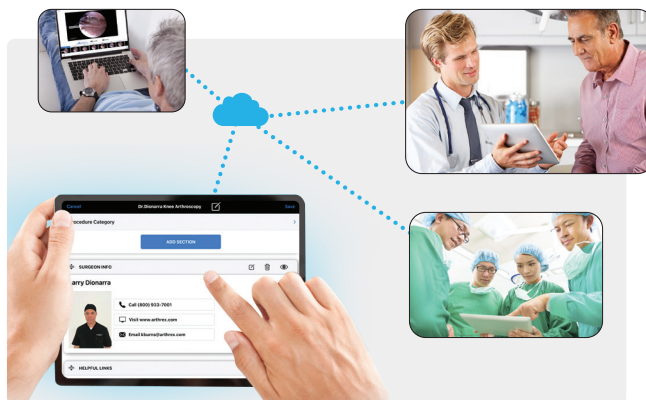 Cancel
Dr.Dionarra Knee Arthroscopy
Save
rocedure Category
ADD SECTION
SURGEON INFO
arry Dionarra
Call (800) 933-7001
Visit www.arthrex.com
Email kburns@arthrex.com
HELPFUL LINKS